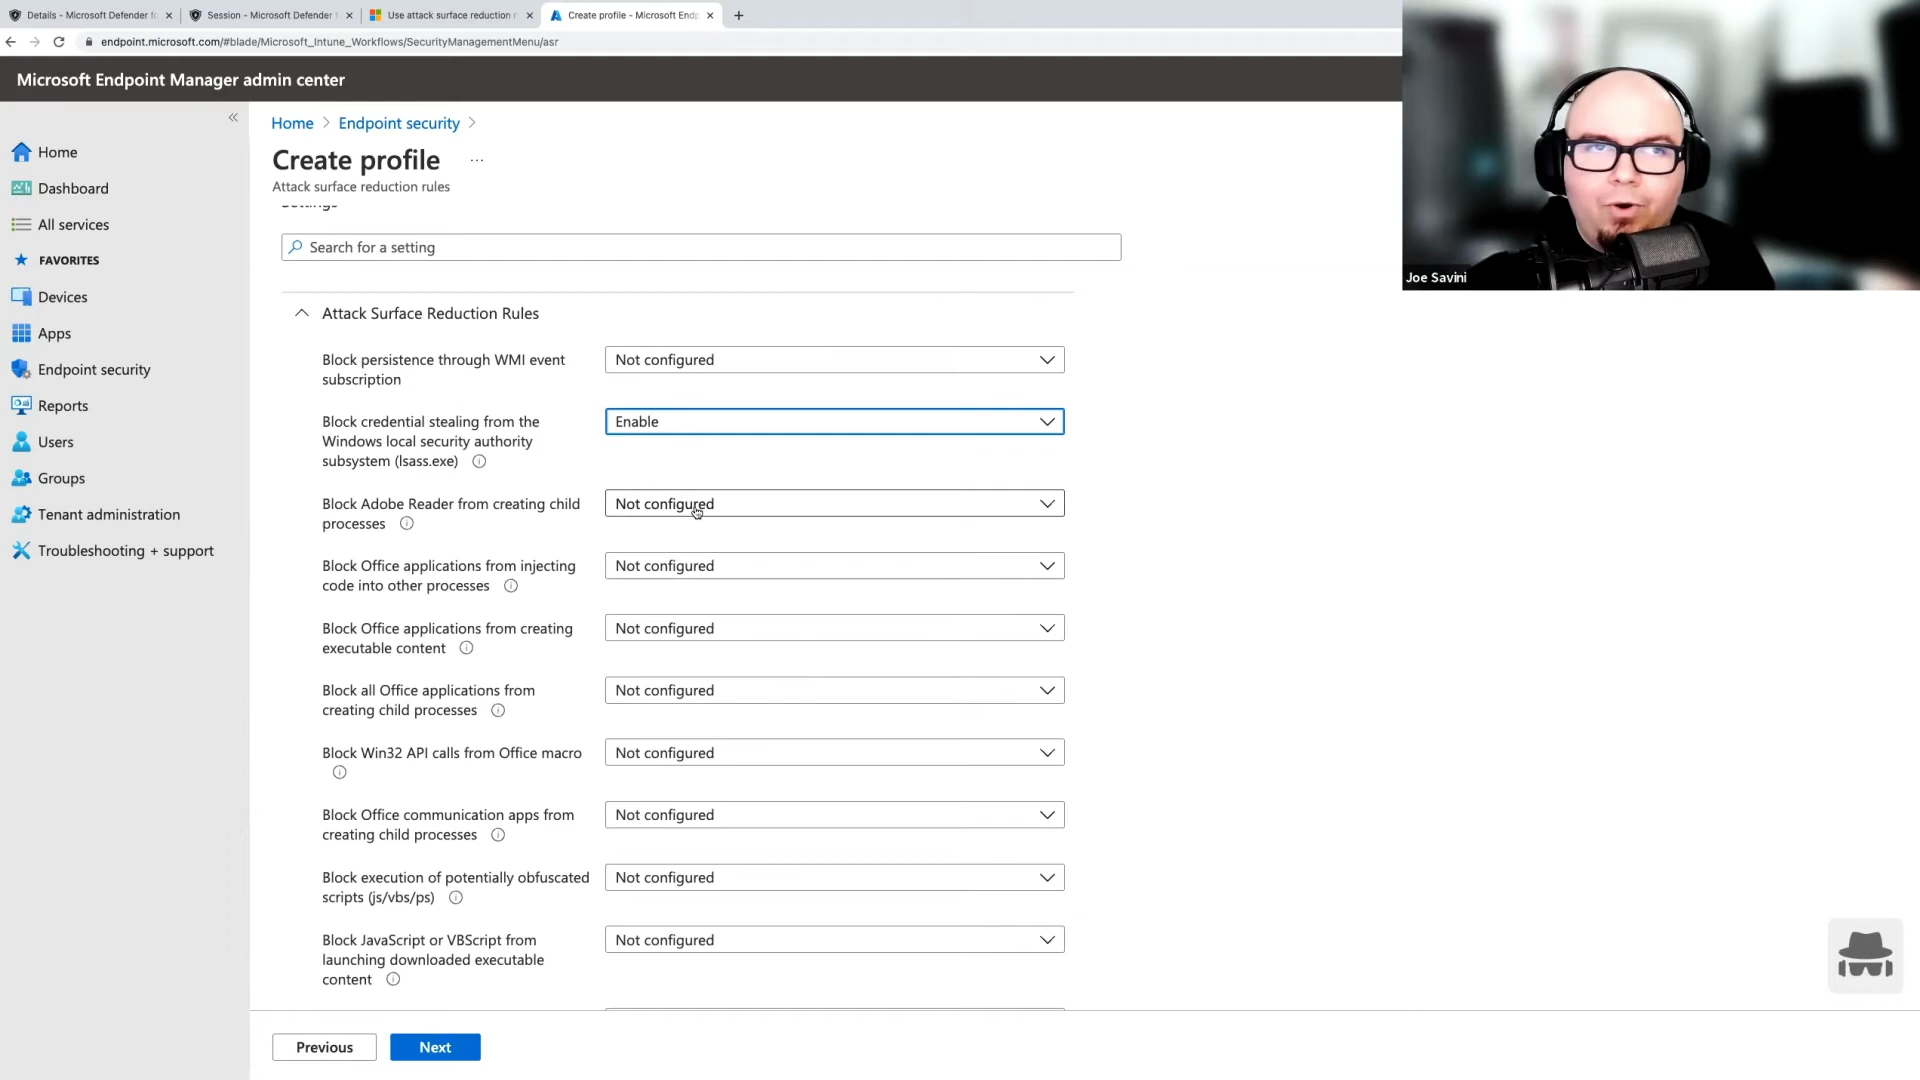 Details - Microsoft Defender fo
Session - Microsoft Defender f
Use attack surface reduction r
Create profile - Microsoft Endp
endpoint.microsoft.com/#blade/Microsoft_Intune_Workflows/SecurityManagementMenu/asr
Microsoft Endpoint Manager admin center
Home
Dashboard
All services
FAVORITES
Devices
Apps
Endpoint security
Reports
Users
Groups
Tenant administration
Troubleshooting + support
Home > Endpoint security >
Create profile ...
Attack surface reduction rules
Settings
Search for a setting
Attack Surface Reduction Rules
Block persistence through WMI event
subscription
Not configured
Block credential stealing from the
Windows local security authority
subsystem (lsass.exe)
Enable
Block Adobe Reader from creating child
processes
Not configured
Block Office applications from injecting
code into other processes
Not configured
Block Office applications from creating
executable content
Not configured
Block all Office applications from
creating child processes
Not configured
Block Win32 API calls from Office macro
Not configured
Block Office communication apps from
creating child processes
Not configured
Block execution of potentially obfuscated
scripts (js/vbs/ps)
Not configured
Block JavaScript or VBScript from
launching downloaded executable
content
Not configured
Previous
Next
Joe Savini